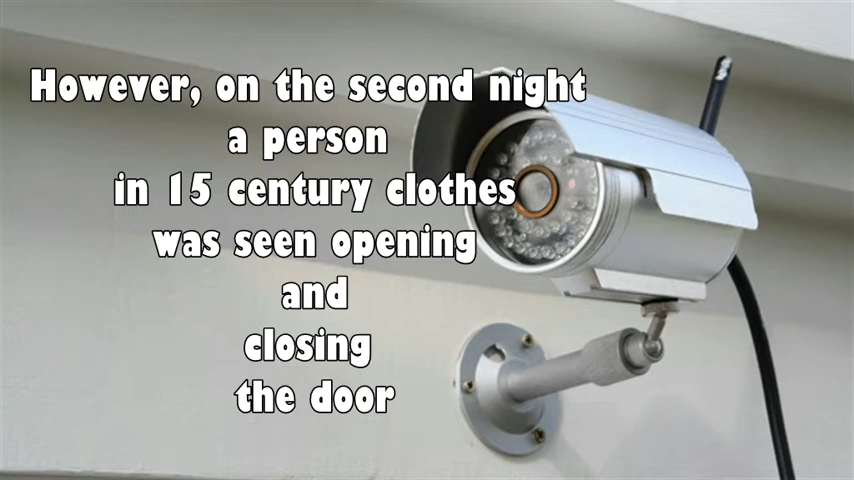 However, on the second night
a person
in 15 century clothes
was seen opening
and
closing
the door